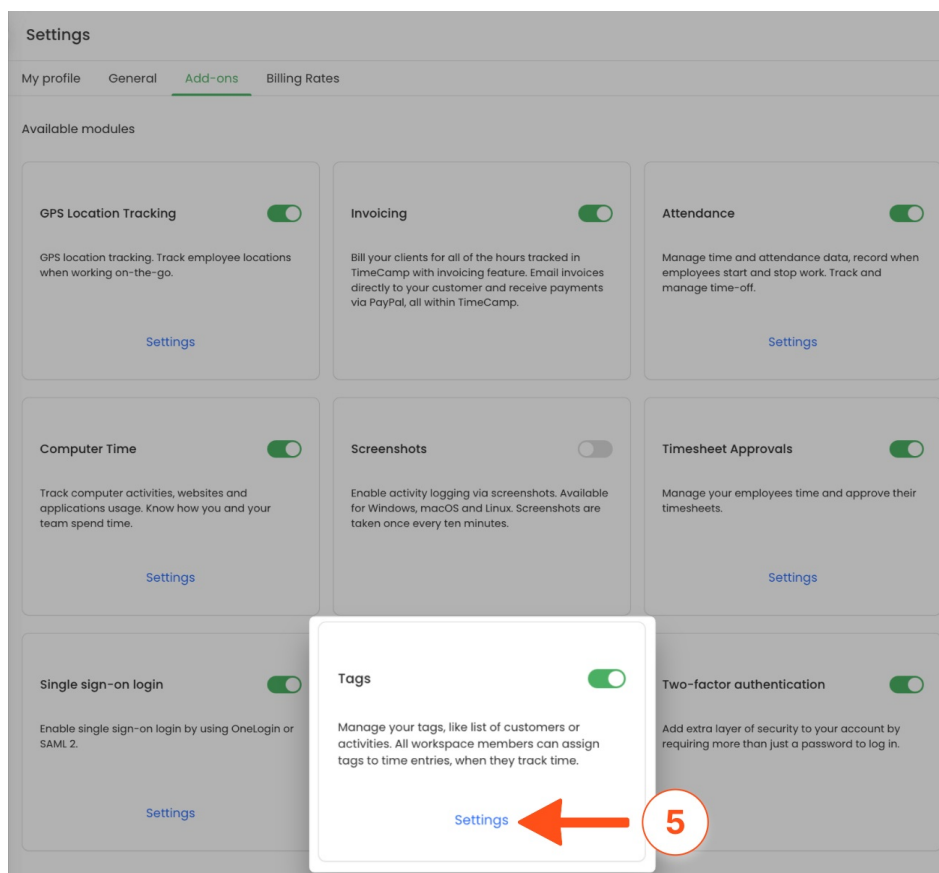 Settings
My profile General Add-ons Billing Rates
Available modules
GPS Location Tracking
GPS location tracking. Track employee locations
when working on-the-go.
Settings
Invoicing
Bill your clients for all of the hours tracked in
TimeCamp with invoicing feature. Email invoices
directly to your customer and receive payments
via PayPal, all within TimeCamp.
Attendance
Manage time and attendance data, record when
employees start and stop work. Track and
manage time-off.
Settings
Computer Time
Track computer activities, websites and
applications usage. Know how you and your
team spend time.
Settings
Screenshots
Enable activity logging via screenshots. Available
for Windows, macOS and Linux. Screenshots are
taken once every ten minutes.
Timesheet Approvals
Manage your employees time and approve their
timesheets.
Settings
Single sign-on login
Enable single sign-on login by using OneLogin or
SAML 2.
Settings
Tags
Manage your tags, like list of customers or
activities. All workspace members can assign
tags to time entries, when they track time.
Settings
5
Two-factor authentication
Add extra layer of security to your account by
requiring more than just a password to log in.